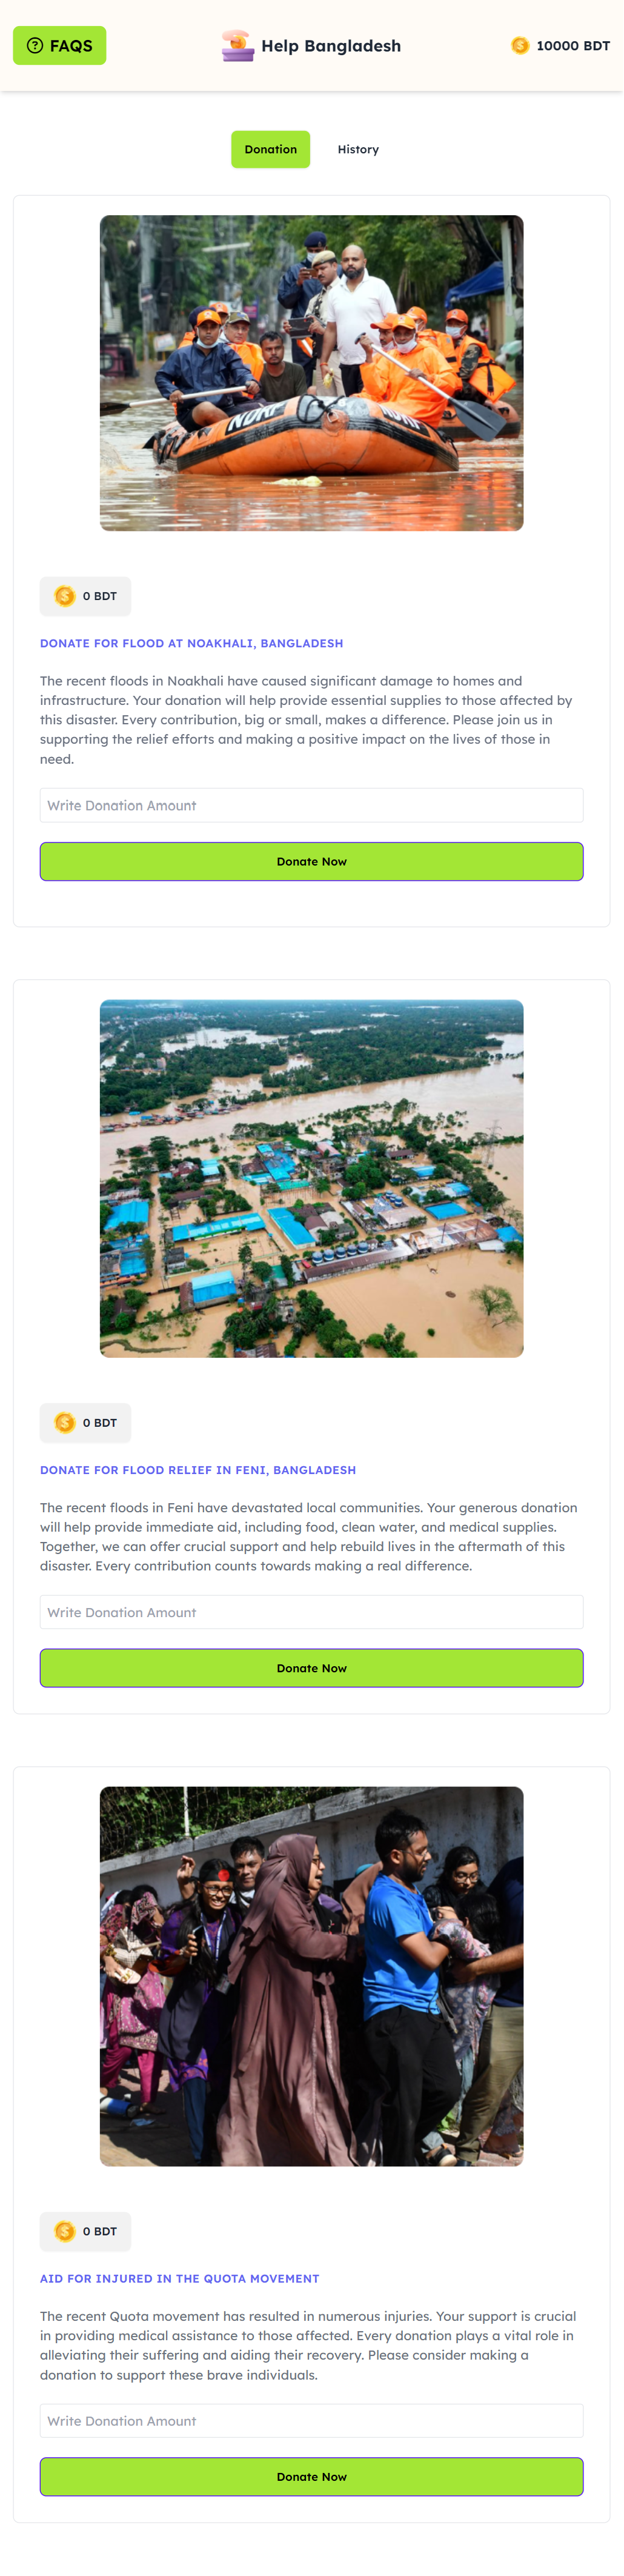 FAQS
Help Bangladesh
10000 BDT
Donation
History
NDRF
0 BDT
DONATE FOR FLOOD AT NOAKHALI, BANGLADESH
The recent floods in Noakhali have caused significant damage to homes and
infrastructure. Your donation will help provide essential supplies to those affected by
this disaster. Every contribution, big or small, makes a difference. Please join us in
supporting the relief efforts and making a positive impact on the lives of those in
need.
Write Donation Amount
Donate Now
0 BDT
DONATE FOR FLOOD RELIEF IN FENI, BANGLADESH
The recent floods in Feni have devastated local communities. Your generous donation
will help provide immediate aid, including food, clean water, and medical supplies.
Together, we can offer crucial support and help rebuild lives in the aftermath of this
disaster. Every contribution counts towards making a real difference.
Write Donation Amount
Donate Now
0 BDT
AID FOR INJURED IN THE QUOTA MOVEMENT
The recent Quota movement has resulted in numerous injuries. Your support is crucial
in providing medical assistance to those affected. Every donation plays a vital role in
alleviating their suffering and aiding their recovery. Please consider making a
donation to support these brave individuals.
Write Donation Amount
Donate Now